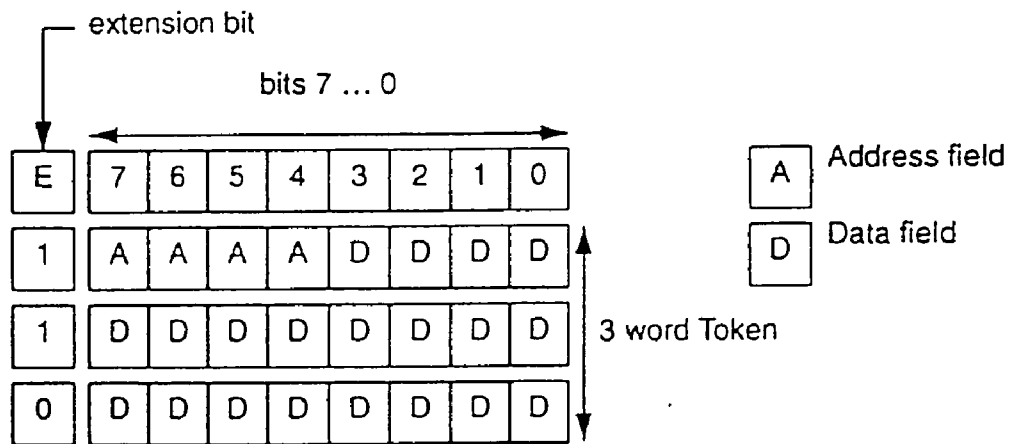 extension bit
bits 7 ... 0
E 7 6 5 4 3 2 1 0
A Address field
1 A A A A D D D D
D Data field
1 D D D D D D D D
3 word Token
0 D D D D D D D D